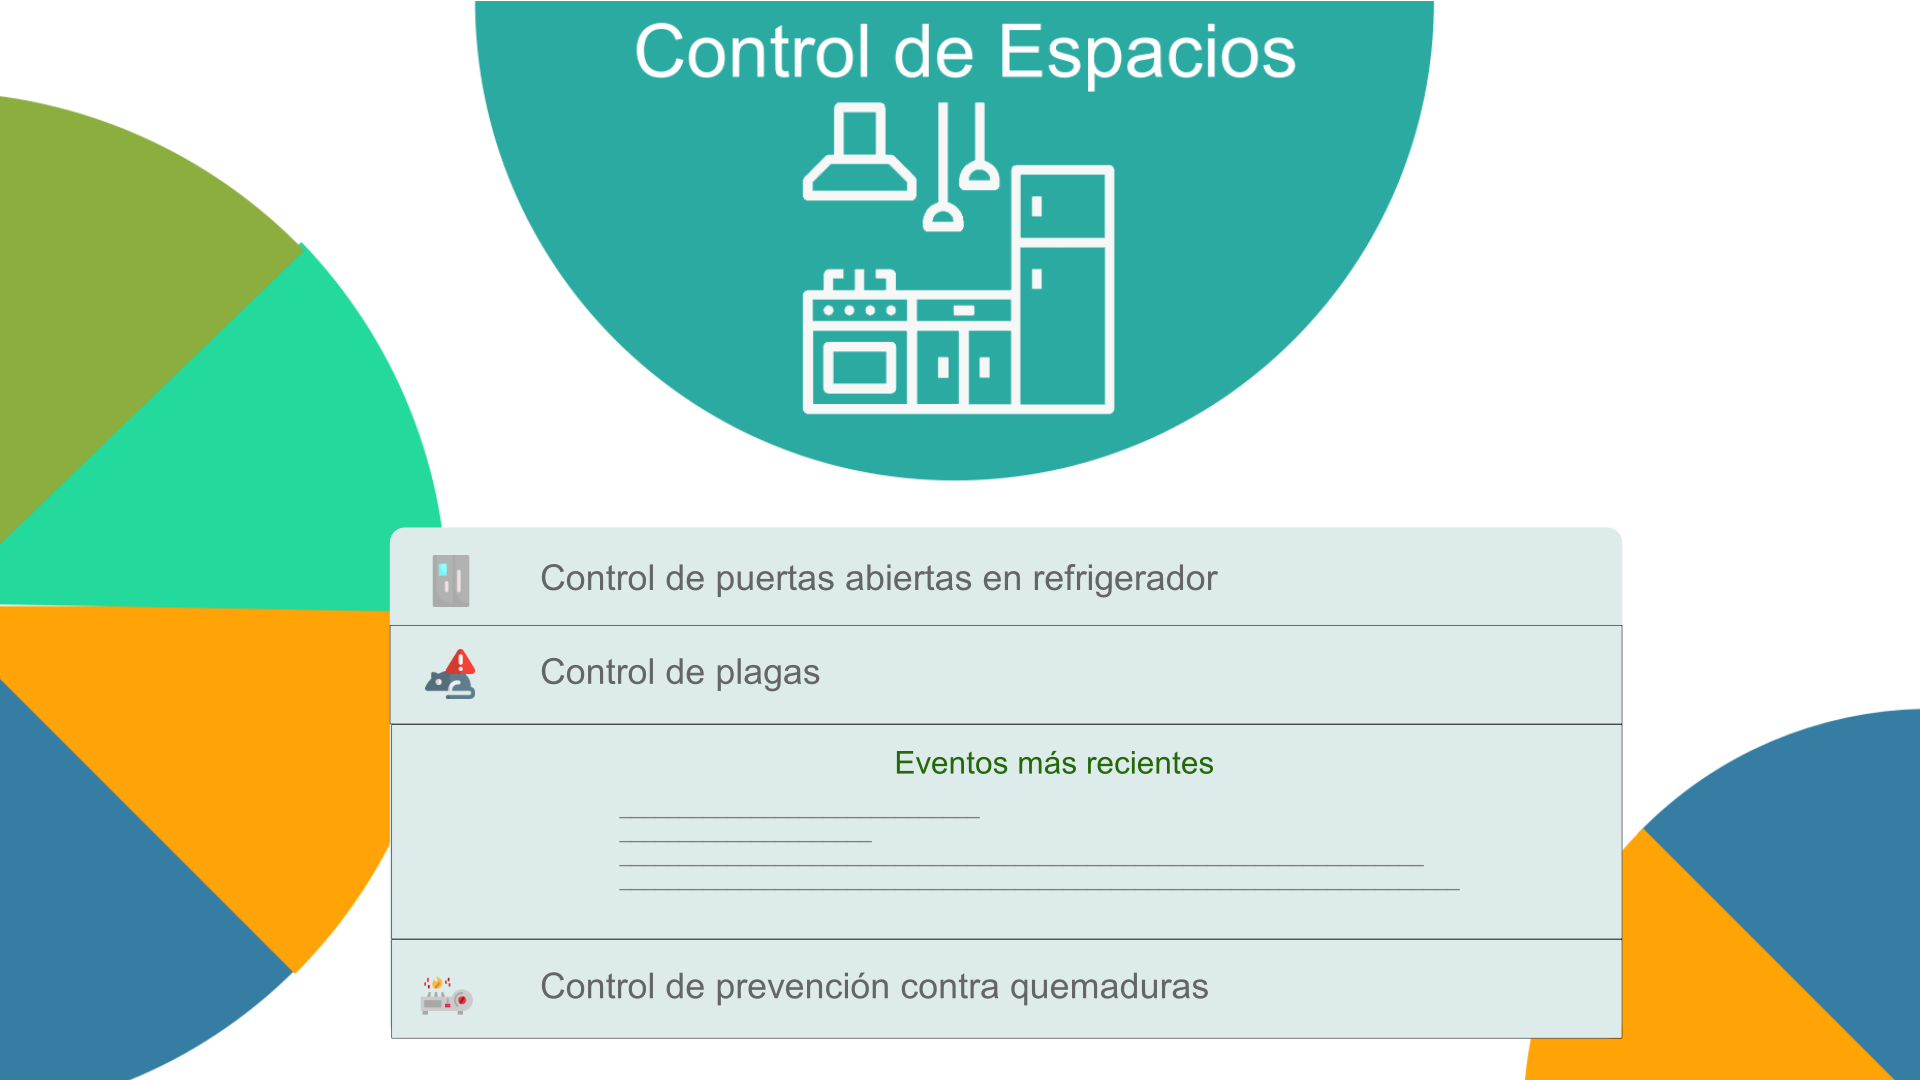 Control de Espacios
Control de puertas abiertas en refrigerador
Control de plagas
Eventos más recientes
Control de prevención contra quemaduras